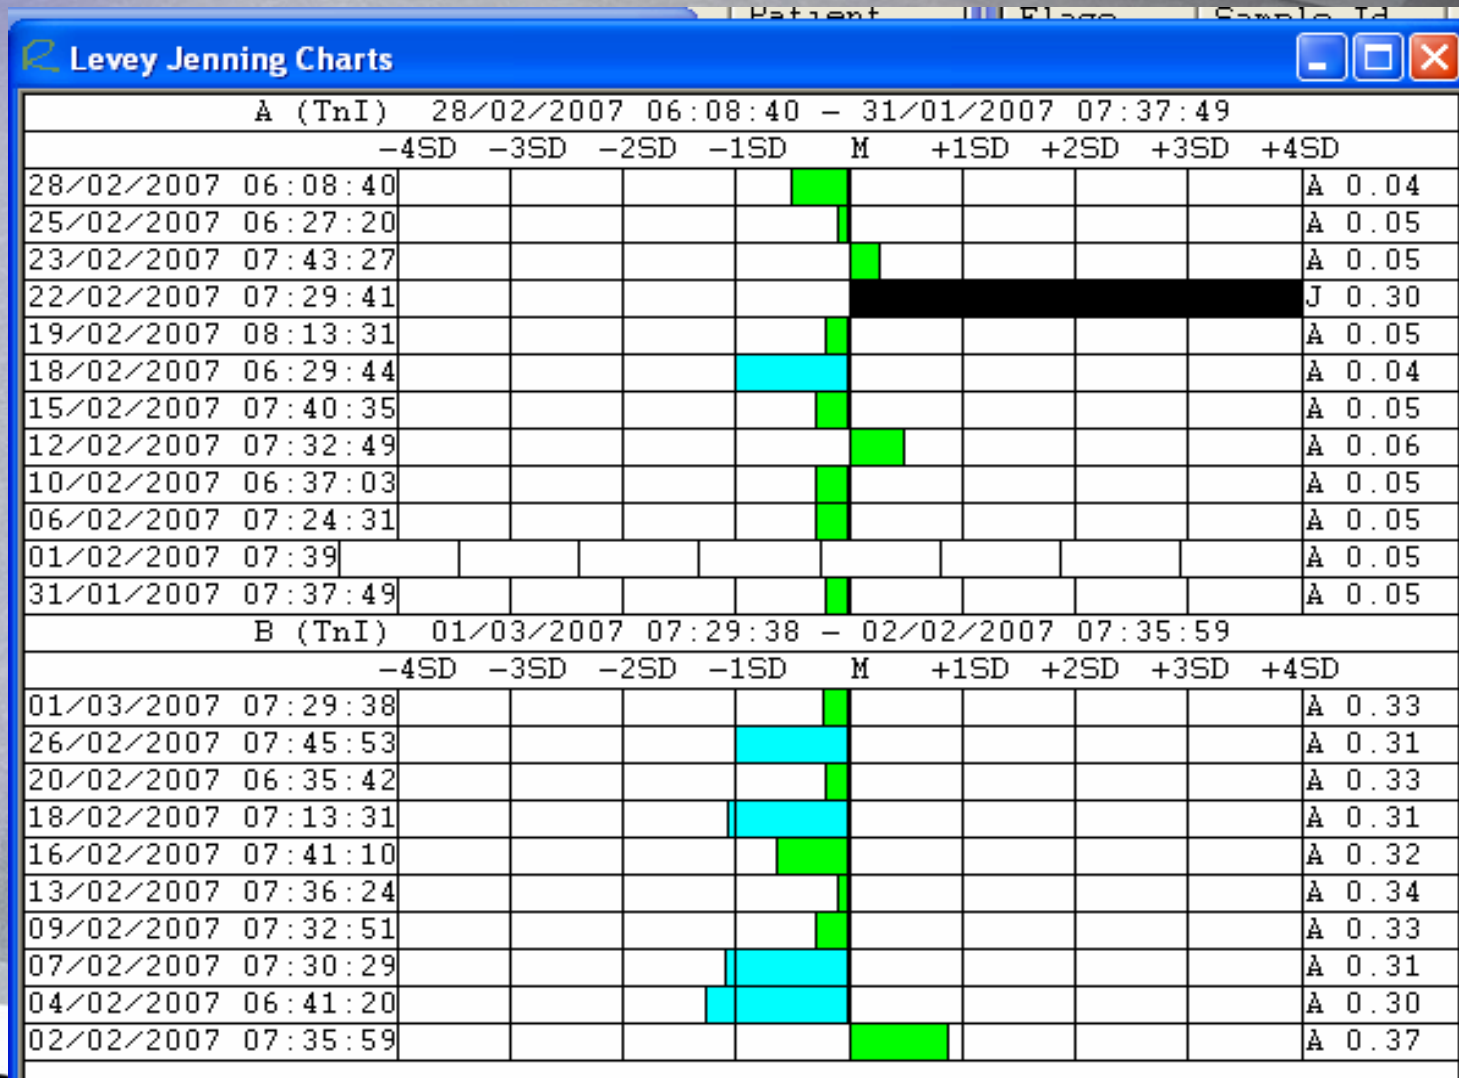 Patient Flags Sample Id
Levey Jenning Charts
A (TnI) 28/02/2007 06:08:40 – 31/01/2007 07:37:49
–4SD –3SD –2SD –1SD M +1SD +2SD +3SD +4SD
28/02/2007 06:08:40 A 0.04
25/02/2007 06:27:20 A 0.05
23/02/2007 07:43:27 A 0.05
22/02/2007 07:29:41 J 0.30
19/02/2007 08:13:31 A 0.05
18/02/2007 06:29:44 A 0.04
15/02/2007 07:40:35 A 0.05
12/02/2007 07:32:49 A 0.06
10/02/2007 06:37:03 A 0.05
06/02/2007 07:24:31 A 0.05
01/02/2007 07:39 A 0.05
31/01/2007 07:37:49 A 0.05
B (TnI) 01/03/2007 07:29:38 – 02/02/2007 07:35:59
–4SD –3SD –2SD –1SD M +1SD +2SD +3SD +4SD
01/03/2007 07:29:38 A 0.33
26/02/2007 07:45:53 A 0.31
20/02/2007 06:35:42 A 0.33
18/02/2007 07:13:31 A 0.31
16/02/2007 07:41:10 A 0.32
13/02/2007 07:36:24 A 0.34
09/02/2007 07:32:51 A 0.33
07/02/2007 07:30:29 A 0.31
04/02/2007 06:41:20 A 0.30
02/02/2007 07:35:59 A 0.37